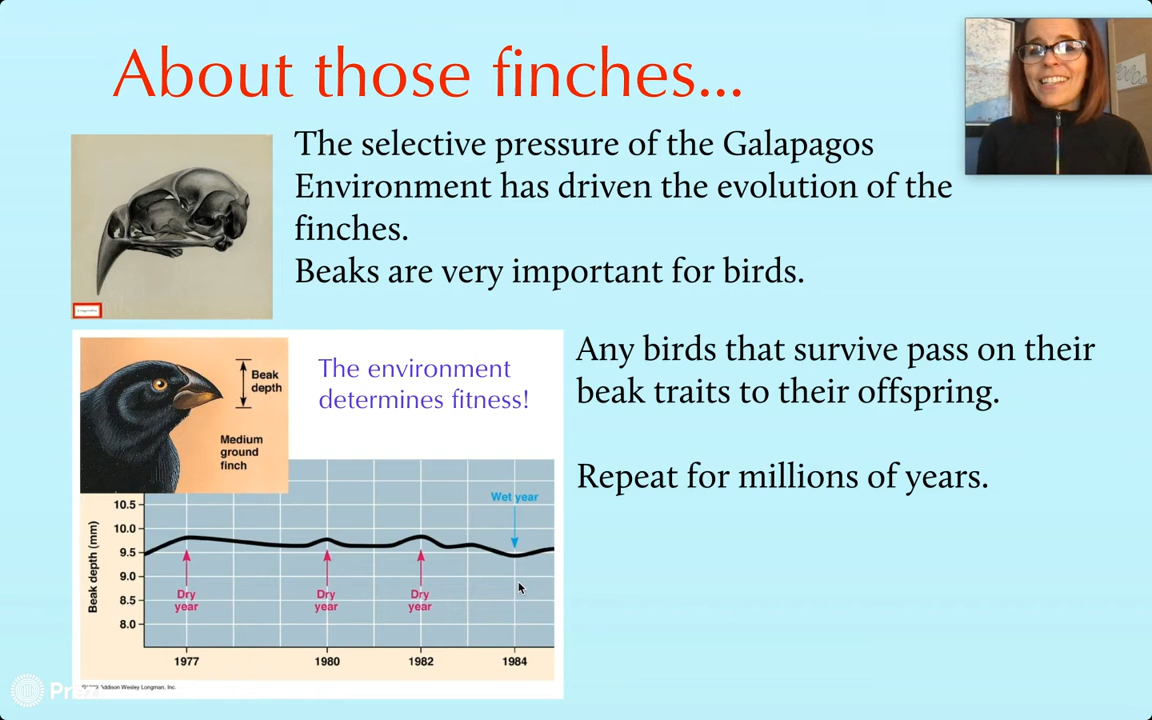 About those finches...
The selective pressure of the Galapagos
Environment has driven the evolution of the
finches.
Beaks are very important for birds.
Any birds that survive pass on their
beak traits to their offspring.
Repeat for millions of years.
The environment
determines fitness!
Beak
depth
Medium
ground
finch
Beak depth (mm)
10.5
10.0
9.5
9.0
8.5
8.0
Wet year
Dry
year
Dry
year
Dry
year
1977
1980
1982
1984
Addison Wesley Longman, Inc.
Prez